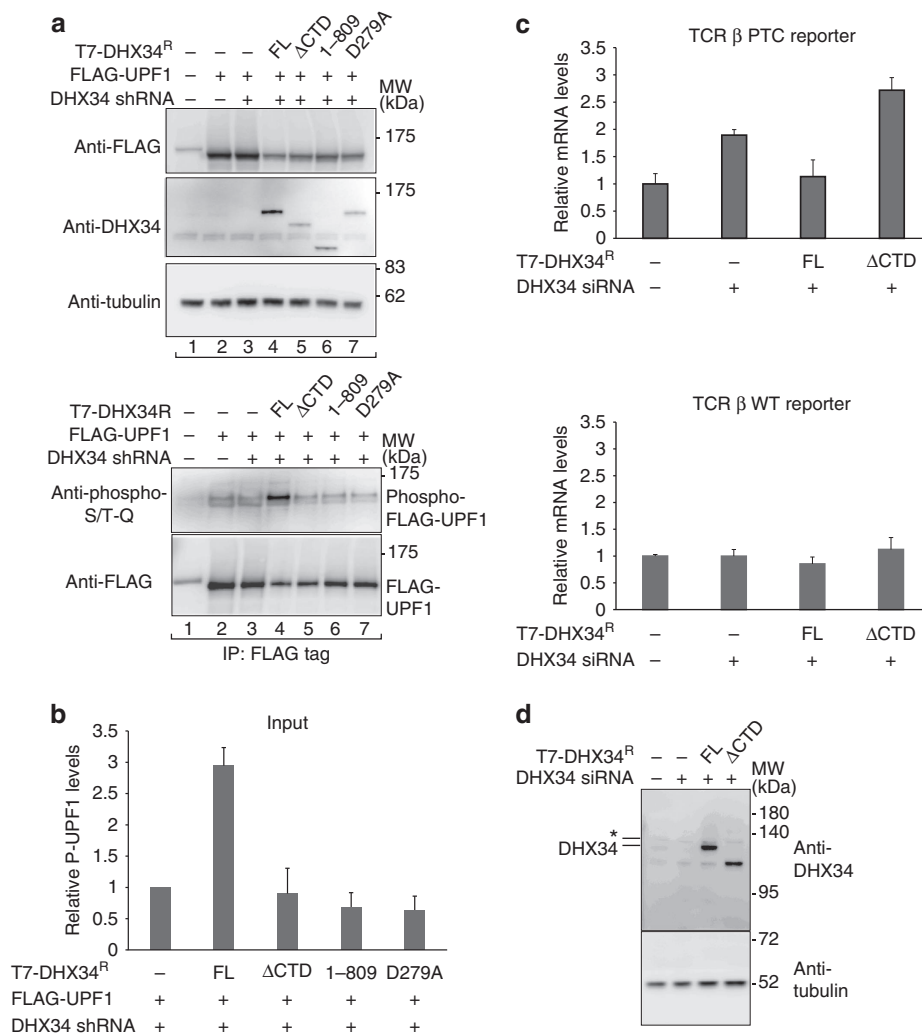 a
T7-DHX34R – – – FL ΔCTD 1–809 D279A
FLAG-UPF1 – + + + + + + MW
DHX34 shRNA – – + + + + + (kDa)
Anti-FLAG 175
175
Anti-DHX34
83
Anti-tubulin 62
1 2 3 4 5 6 7
T7-DHX34R – – – FL ΔCTD 1–809 D279A
FLAG-UPF1 – + + + + + + MW
DHX34 shRNA – – + + + + + (kDa)
175
Anti-phospho-S/T-Q Phospho-FLAG-UPF1
175
Anti-FLAG FLAG-UPF1
1 2 3 4 5 6 7
IP: FLAG tag
b
Input
Relative P-UPF1 levels
3.5
3
2.5
2
1.5
1
0.5
0
T7-DHX34R – FL ΔCTD 1–809 D279A
FLAG-UPF1 + + + + +
DHX34 shRNA + + + + +
c
TCR β PTC reporter
Relative mRNA levels
3.5
3
2.5
2
1.5
1
0.5
0
T7-DHX34R – – FL ΔCTD
DHX34 siRNA – + + +
TCR β WT reporter
Relative mRNA levels
3.5
3
2.5
2
1.5
1
0.5
0
T7-DHX34R – – FL ΔCTD
DHX34 siRNA – + + +
d
T7-DHX34R – – FL ΔCTD
DHX34 siRNA – + + + MW
(kDa)
180
* 140
DHX34 Anti-DHX34
95
72
Anti-tubulin
52